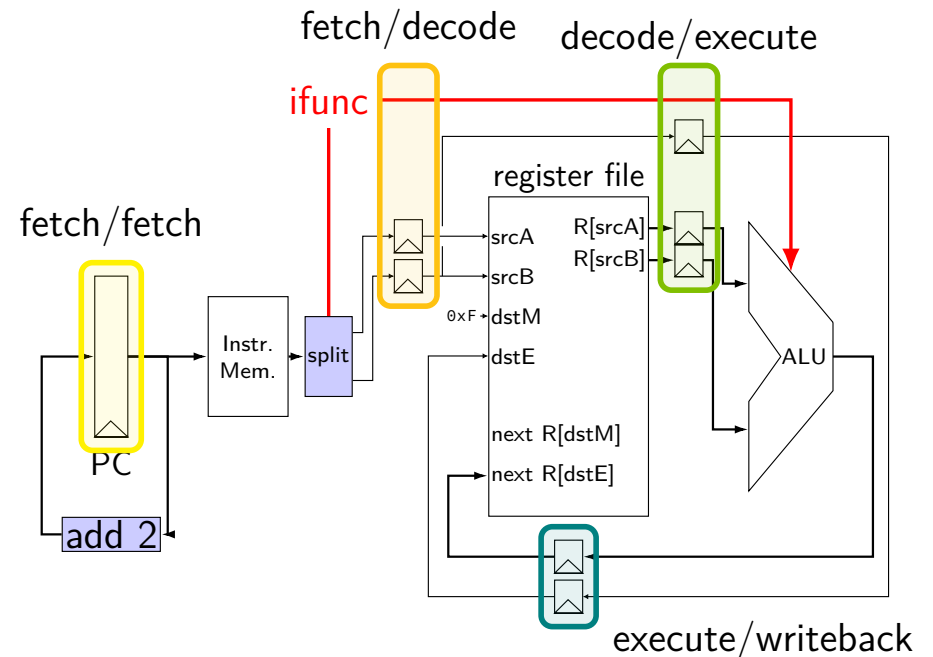 fetch/decode
decode/execute
ifunc
register file
fetch/fetch
srcA
R[srcA]
srcB
R[srcB]
0xF
dstM
Instr.
Mem.
split
dstE
ALU
next R[dstM]
PC
next R[dstE]
add 2
execute/writeback